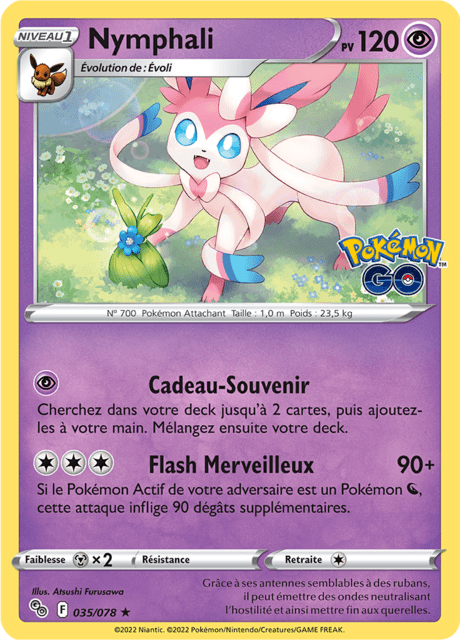 NIVEAU 1
Nymphali
PV 120
Évolution de : Évoli
POKÉMON
GO
TM
N° 700 Pokémon Attachant Taille : 1,0 m Poids : 23,5 kg
Cadeau-Souvenir
Cherchez dans votre deck jusqu'à 2 cartes, puis ajoutez-
les à votre main. Mélangez ensuite votre deck.
Flash Merveilleux 90+
Si le Pokémon Actif de votre adversaire est un Pokémon ,
cette attaque inflige 90 dégâts supplémentaires.
Faiblesse ×2 Résistance Retraite
Illus. Atsushi Furusawa
Grâce à ses antennes semblables à des rubans,
il peut émettre des ondes neutralisant
l'hostilité et ainsi mettre fin aux querelles.
GO F 035/078 ★
©2022 Niantic. ©2022 Pokémon/Nintendo/Creatures/GAME FREAK.